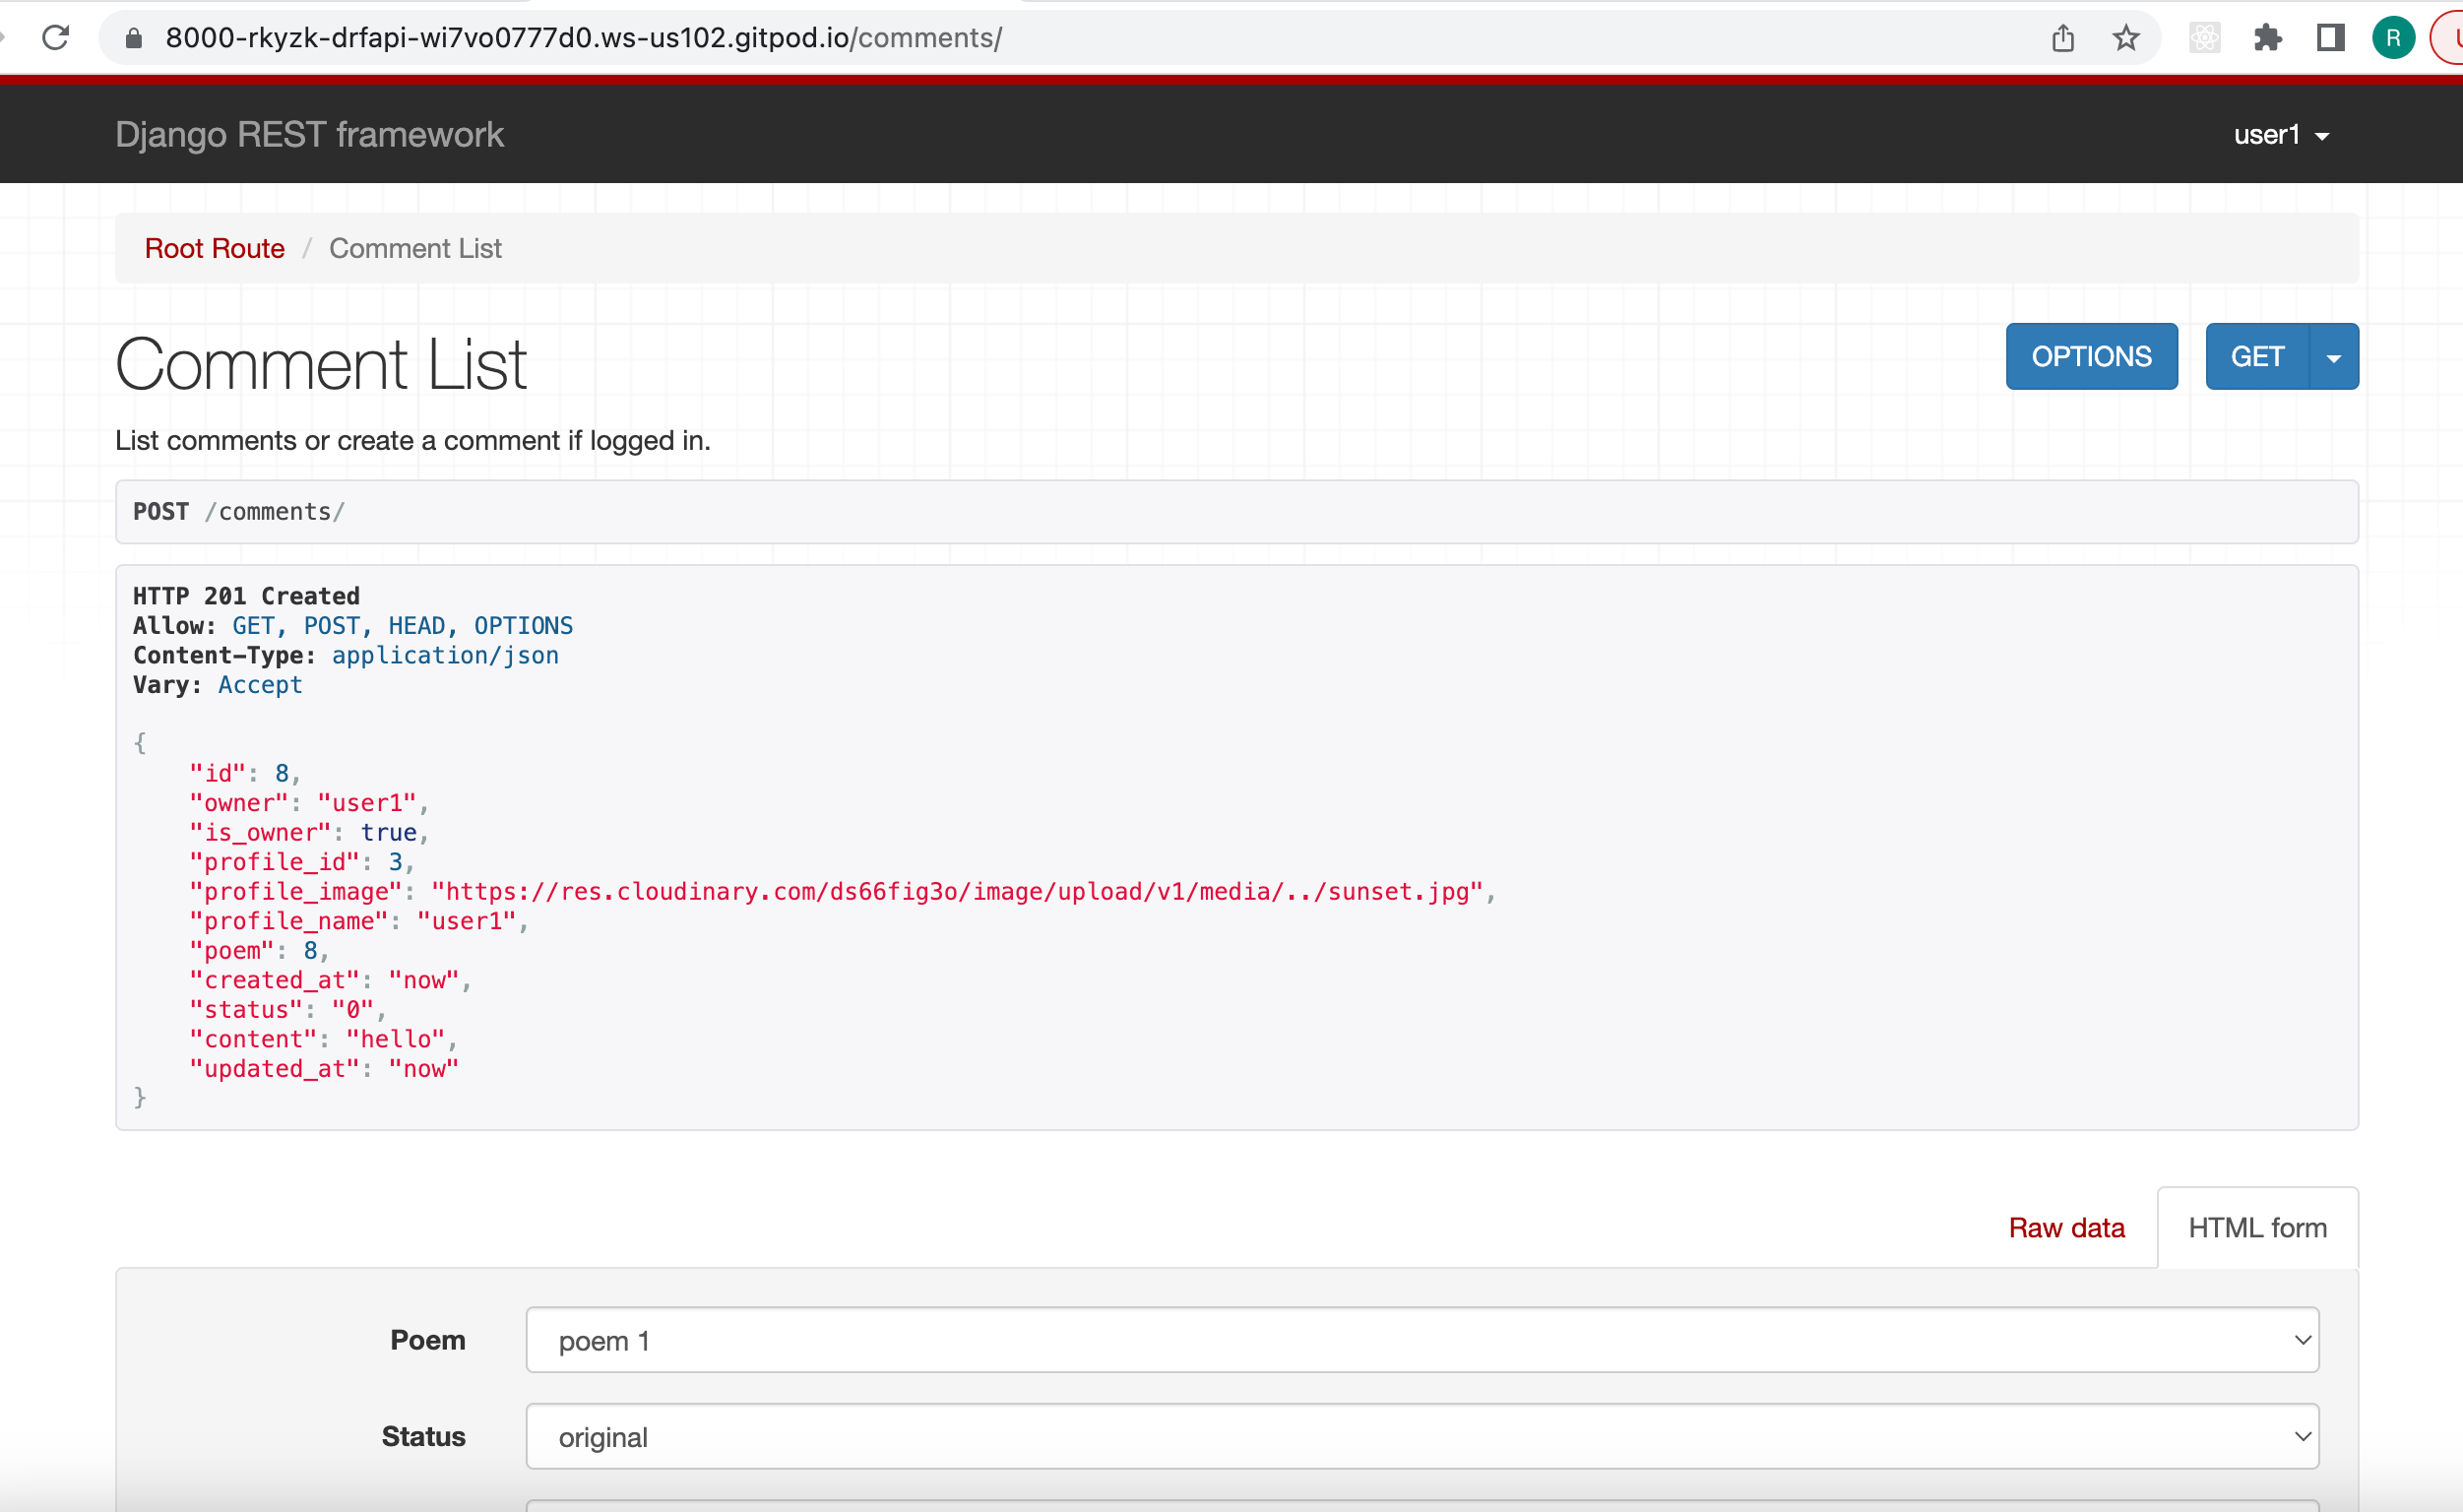 8000-rkyzk-drfapi-wi7vo0777d0.ws-us102.gitpod.io/comments/
R
Django REST framework
user1
Root Route / Comment List
Comment List
OPTIONS
GET
List comments or create a comment if logged in.
POST /comments/
HTTP 201 Created
Allow: GET, POST, HEAD, OPTIONS
Content-Type: application/json
Vary: Accept
{
"id": 8,
"owner": "user1",
"is_owner": true,
"profile_id": 3,
"profile_image": "https://res.cloudinary.com/ds66fig3o/image/upload/v1/media/../sunset.jpg",
"profile_name": "user1",
"poem": 8,
"created_at": "now",
"status": "0",
"content": "hello",
"updated_at": "now"
}
Raw data
HTML form
Poem
poem 1
Status
original